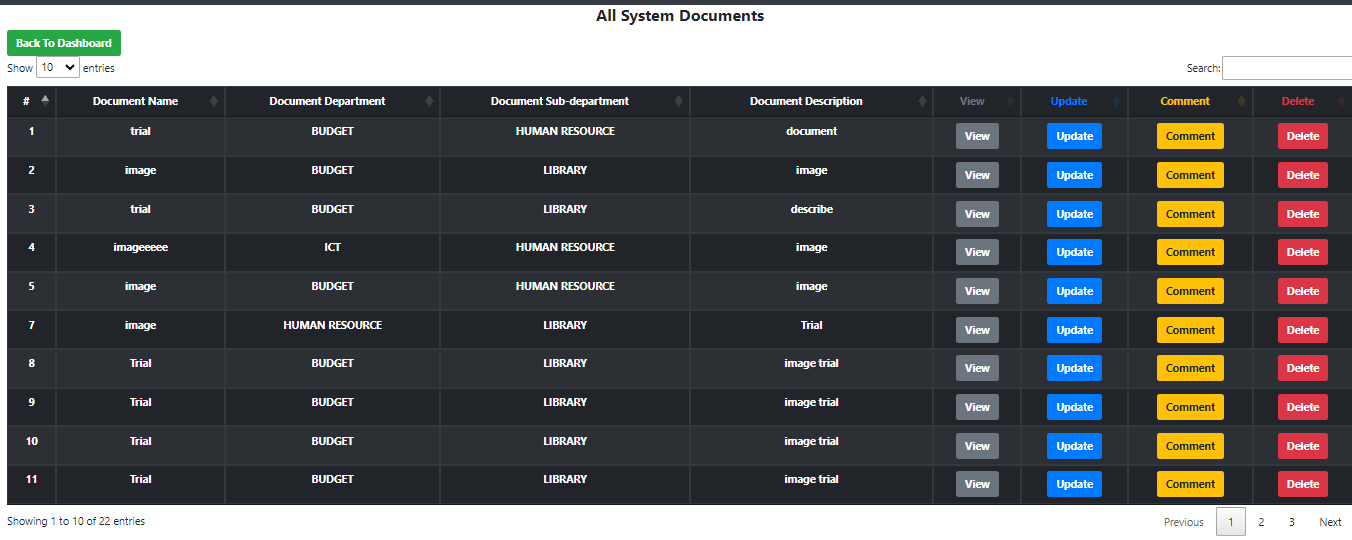 All System Documents
Back To Dashboard
Show 10 entries Search:
# Document Name Document Department Document Sub-department Document Description View Update Comment Delete
1 trial BUDGET HUMAN RESOURCE document View Update Comment Delete
2 image BUDGET LIBRARY image View Update Comment Delete
3 trial BUDGET LIBRARY describe View Update Comment Delete
4 imageeeee ICT HUMAN RESOURCE image View Update Comment Delete
5 image BUDGET HUMAN RESOURCE image View Update Comment Delete
7 image HUMAN RESOURCE LIBRARY Trial View Update Comment Delete
8 Trial BUDGET LIBRARY image trial View Update Comment Delete
9 Trial BUDGET LIBRARY image trial View Update Comment Delete
10 Trial BUDGET LIBRARY image trial View Update Comment Delete
11 Trial BUDGET LIBRARY image trial View Update Comment Delete
Showing 1 to 10 of 22 entries Previous 1 2 3 Next